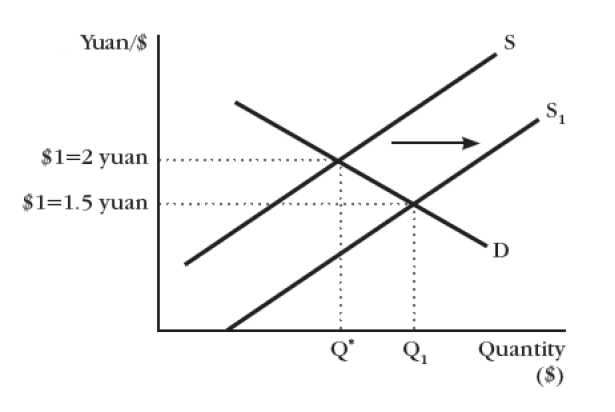 Yuan/$
S
S₁
$1=2 yuan
$1=1.5 yuan
D
Q*
Q₁
Quantity
($)